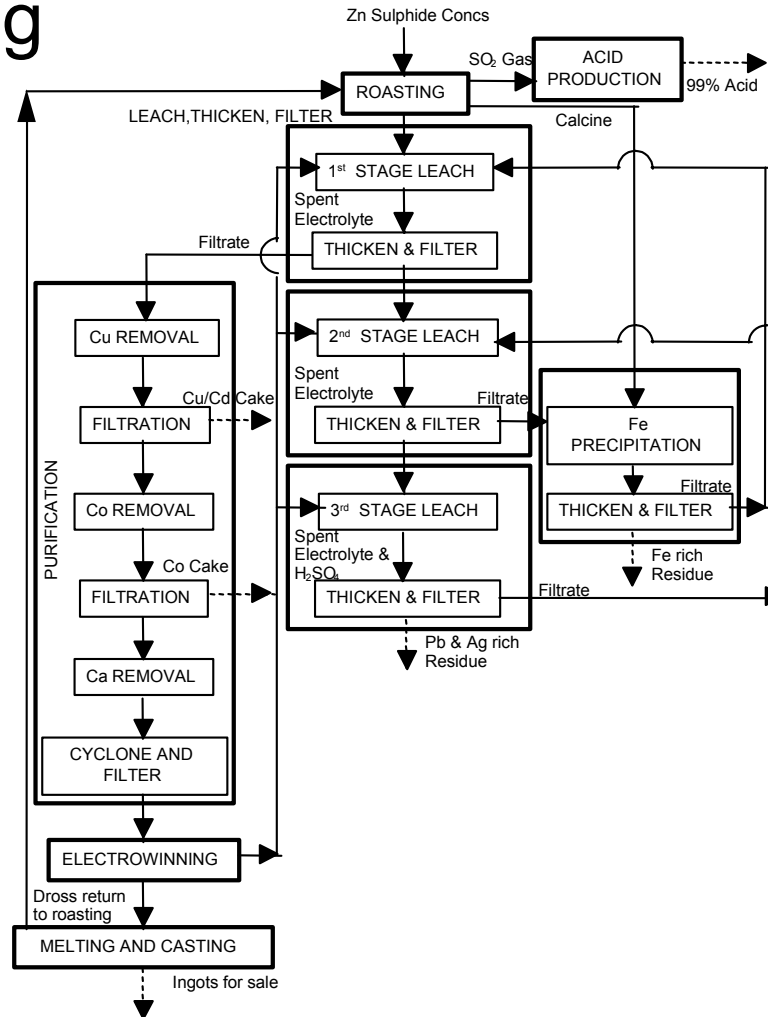 g
Zn Sulphide Concs
SO₂ Gas
ACID
PRODUCTION
99% Acid
ROASTING
LEACH,THICKEN, FILTER
Calcine
1ˢᵗ STAGE LEACH
Spent
Electrolyte
Filtrate
THICKEN & FILTER
Cu REMOVAL
2ⁿᵈ STAGE LEACH
Spent
Electrolyte
Cu/Cd Cake
Filtrate
FILTRATION
THICKEN & FILTER
Fe
PRECIPITATION
PURIFICATION
Co REMOVAL
3ʳᵈ STAGE LEACH
Filtrate
THICKEN & FILTER
Spent
Electrolyte &
H₂SO₄
Co Cake
Fe rich
Residue
FILTRATION
THICKEN & FILTER
Filtrate
Pb & Ag rich
Residue
Ca REMOVAL
CYCLONE AND
FILTER
ELECTROWINNING
Dross return
to roasting
MELTING AND CASTING
Ingots for sale